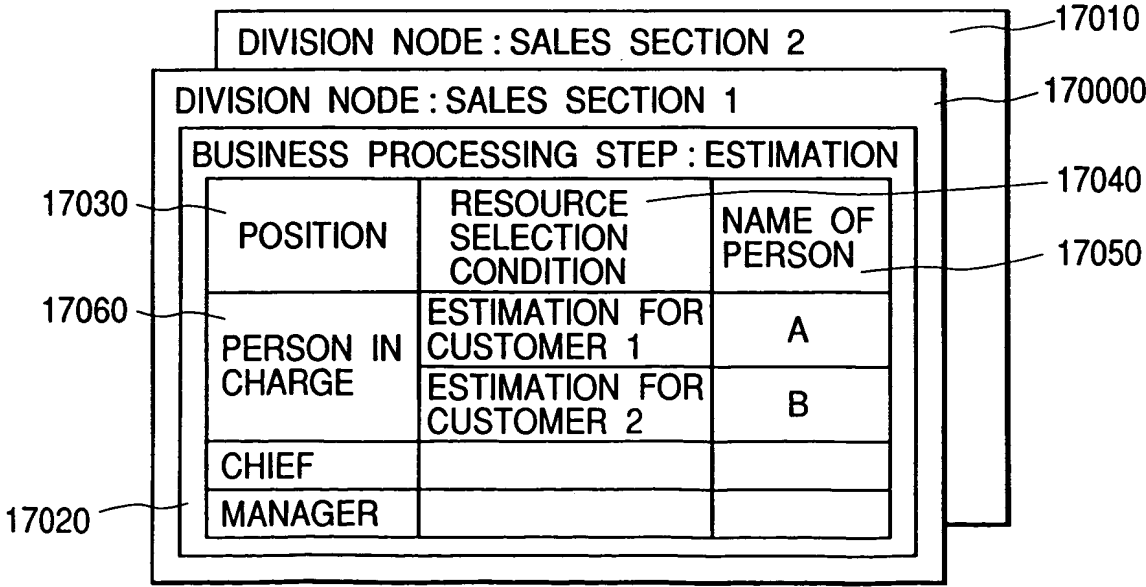 17010
DIVISION NODE : SALES SECTION 2
170000
DIVISION NODE : SALES SECTION 1
BUSINESS PROCESSING STEP : ESTIMATION
17030
POSITION
RESOURCE
SELECTION
CONDITION
17040
NAME OF
PERSON
17050
17060
PERSON IN
CHARGE
ESTIMATION FOR
CUSTOMER 1
A
ESTIMATION FOR
CUSTOMER 2
B
CHIEF
17020
MANAGER